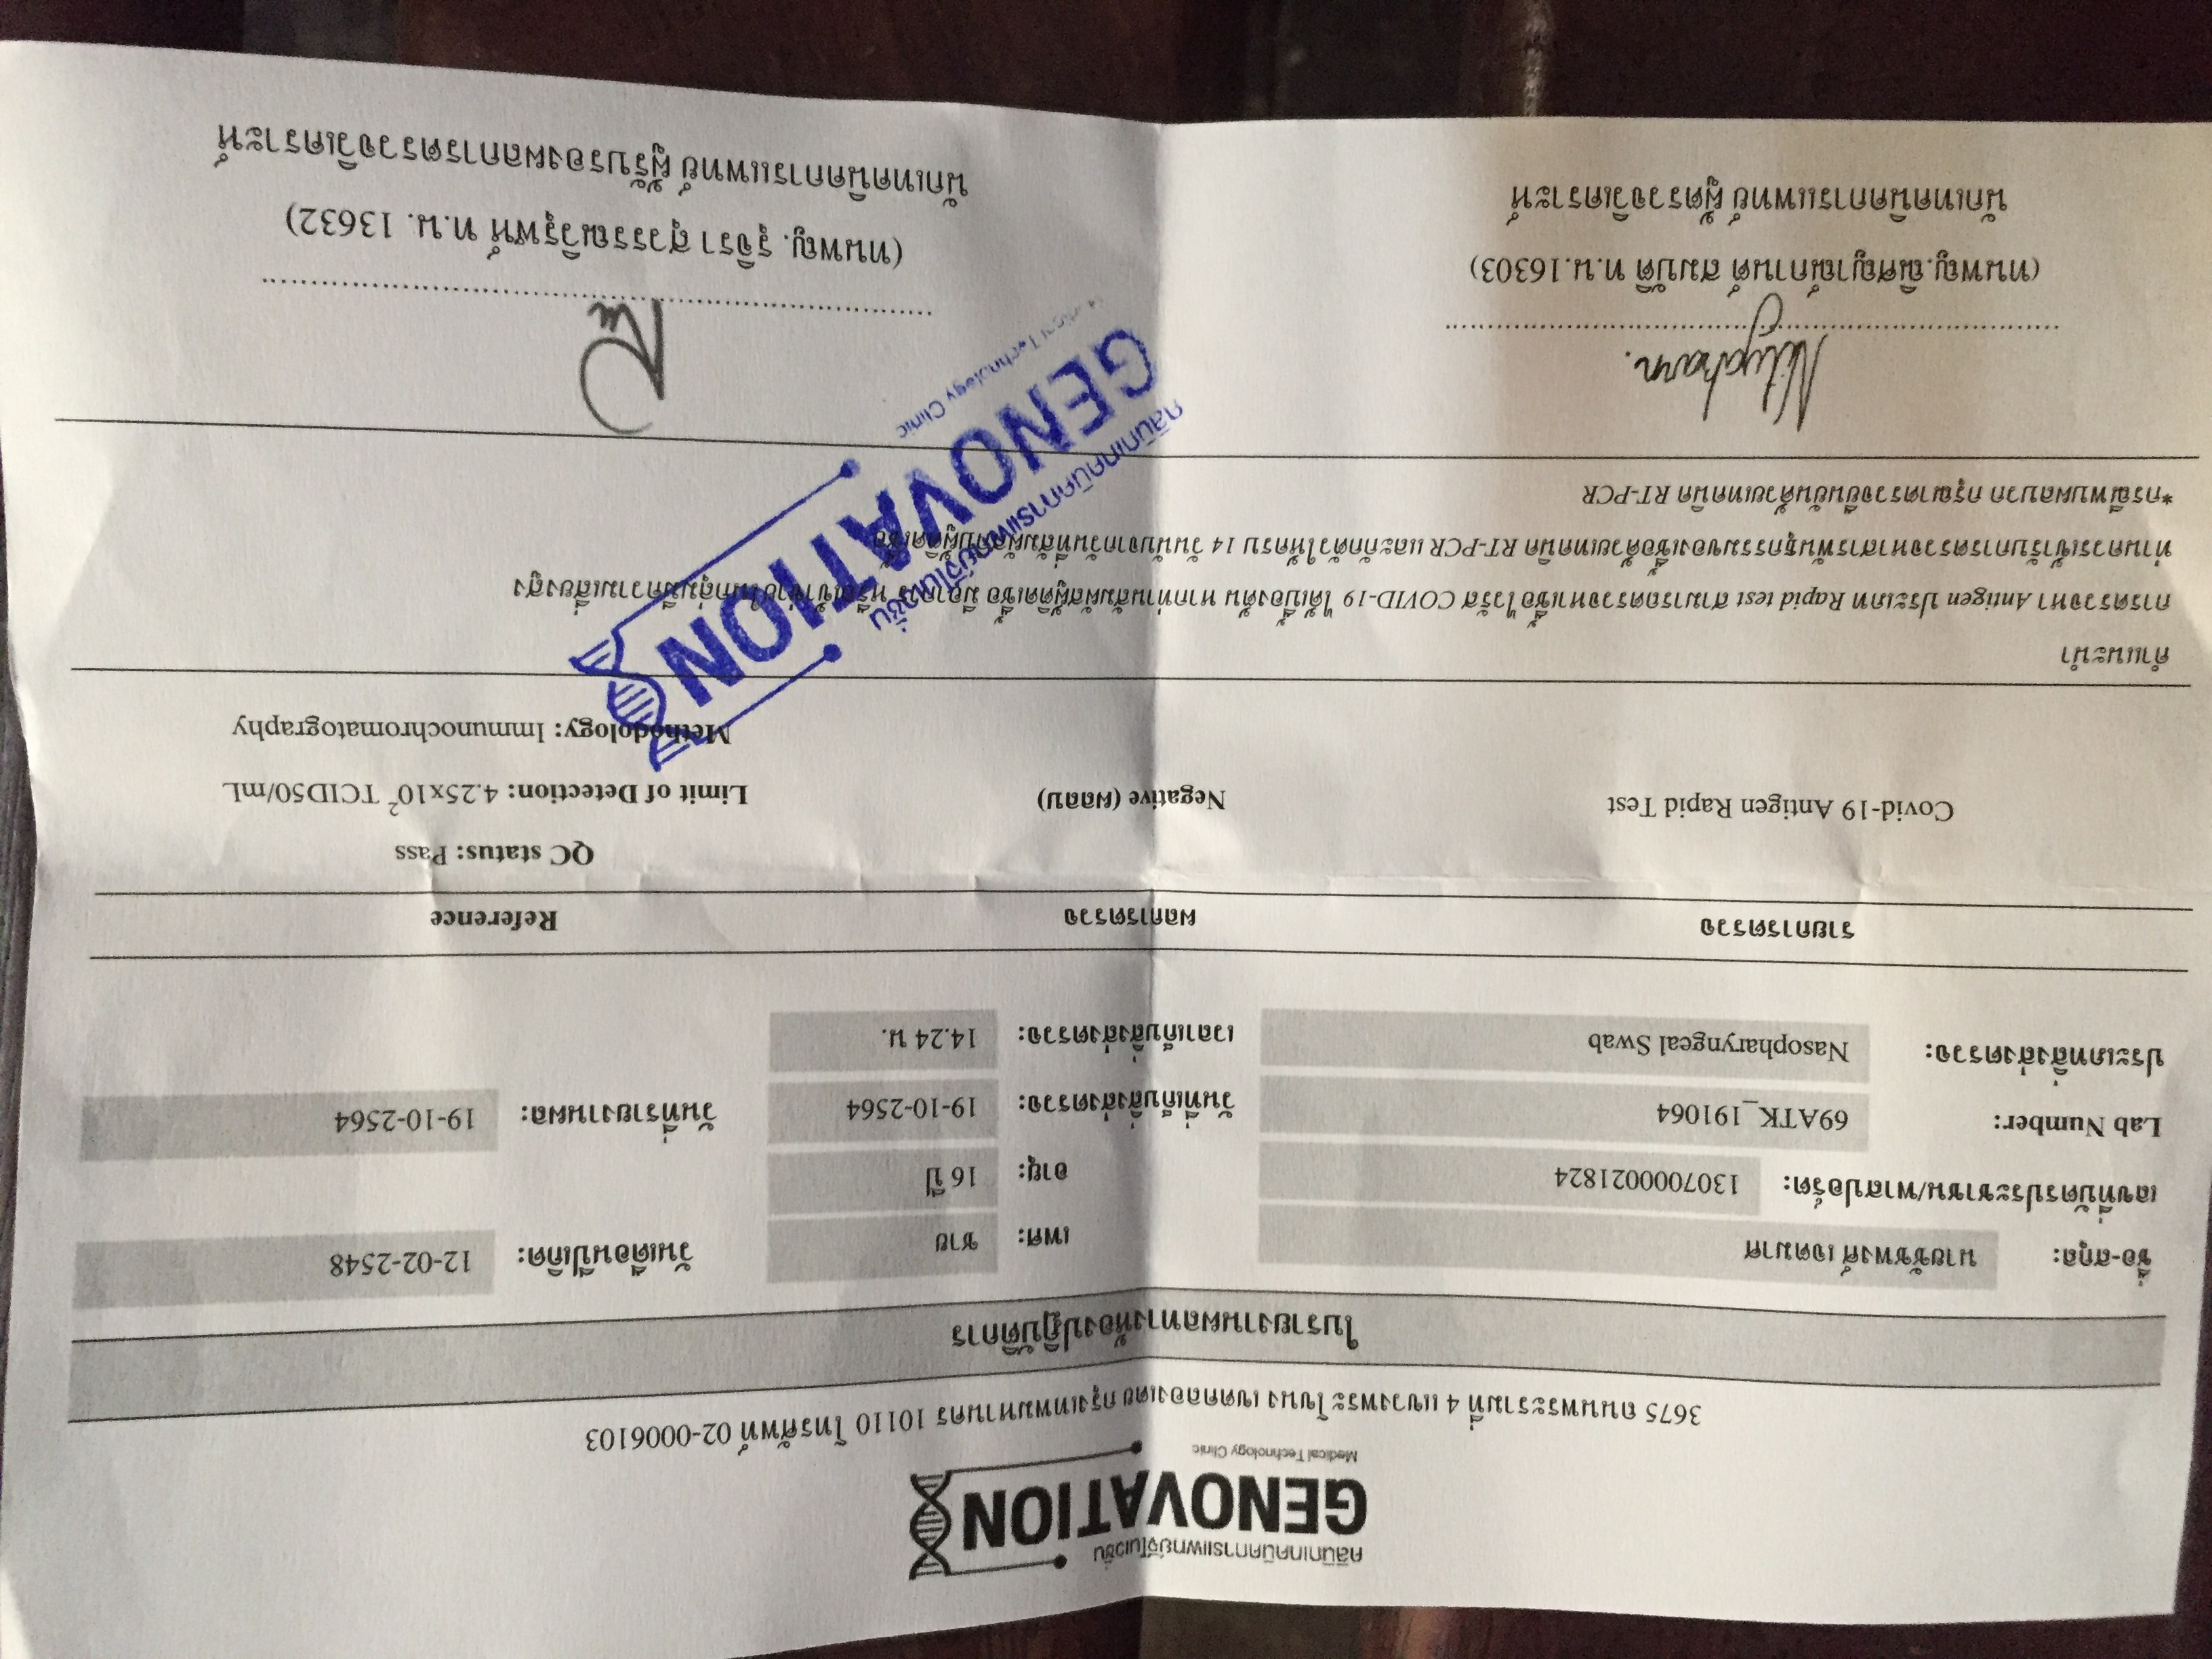 คลินิกเทคนิคการแพทย์จีโนเวชั่น
GENOVATION
Medical Technology Clinic
3675 ถนนพระรามที่ 4 แขวงพระโขนง เขตคลองเตย กรุงเทพมหานคร 10110 โทรศัพท์ 02-0006103
ใบรายงานผลทางห้องปฏิบัติการ
ชื่อ-สกุล: นายชัชพงศ์ เจตมาศ เพศ: ชาย วันเดือนปีเกิด: 12-02-2548
เลขที่บัตรประชาชน/พาสปอร์ต: 1307000021824 อายุ: 16 ปี
Lab Number: 69ATK_191064 วันที่เก็บสิ่งส่งตรวจ: 19-10-2564 วันที่รายงานผล: 19-10-2564
ประเภทสิ่งส่งตรวจ: Nasopharyngeal Swab เวลาเก็บสิ่งส่งตรวจ: 14.24 น.
รายการตรวจ ผลการตรวจ Reference
QC status: Pass
Covid-19 Antigen Rapid Test Negative (ผลลบ) Limit of Detection: 4.25x10² TCID50/mL
Methodology: Immunochromatography
คำแนะนำ
การตรวจหา Antigen ประเภท Rapid test สามารถตรวจหาเชื้อไวรัส COVID-19 ได้เบื้องต้น หากท่านสัมผัสผู้ติดเชื้อ มีอาการ หรือเข้าข่ายในกลุ่มมีความเสี่ยงสูง
ท่านควรเข้ารับการตรวจหาสารพันธุกรรมของเชื้อด้วยเทคนิค RT-PCR และกักตัวให้ครบ 14 วันนับจากวันที่สัมผัสกับผู้ติดเชื้อ
*กรณีพบผลบวก กรุณาตรวจยืนยันด้วยเทคนิค RT-PCR
คลินิกเทคนิคการแพทย์จีโนเวชั่น
GENOVATION
Technology Clinic
(ทนพญ.ณิศญาณ์กานต์ สมบัติ ท.น.16303) (ทนพญ. รุจิรา สุวรรณวิรุฬห์ ท.น. 13632)
นักเทคนิคการแพทย์ ผู้ตรวจวิเคราะห์ นักเทคนิคการแพทย์ ผู้รับรองผลการตรวจวิเคราะห์